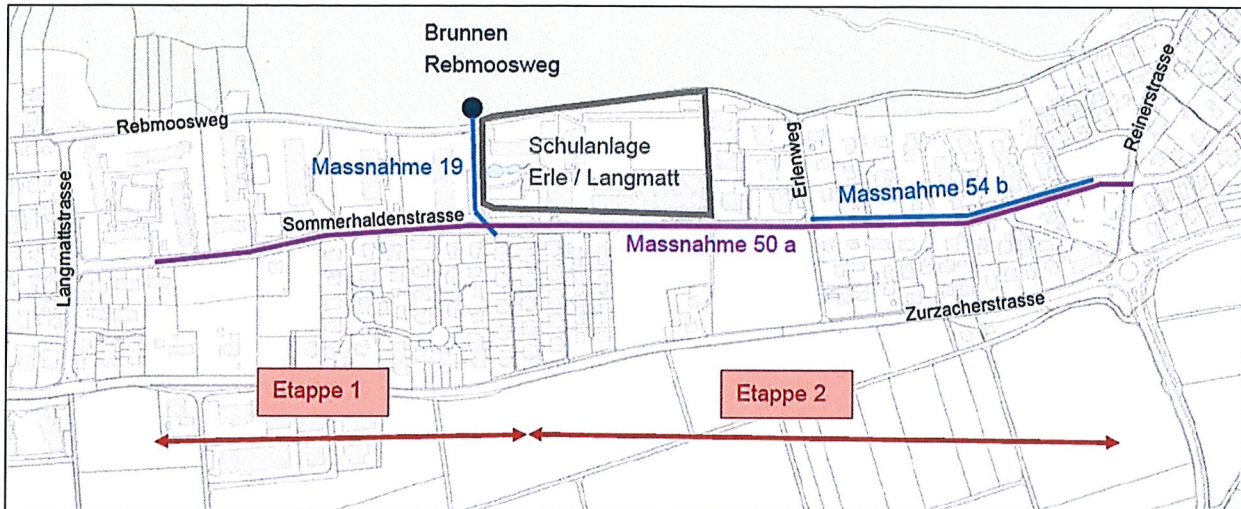 Brunnen
Rebmoosweg
Rebmoosweg
Massnahme 19
Schulanlage
Erle / Langmatt
Erlenweg
Reinerstrasse
Massnahme 54 b
Langmattstrasse
Sommerhaldenstrasse
Massnahme 50 a
Zurzacherstrasse
Etappe 1
Etappe 2